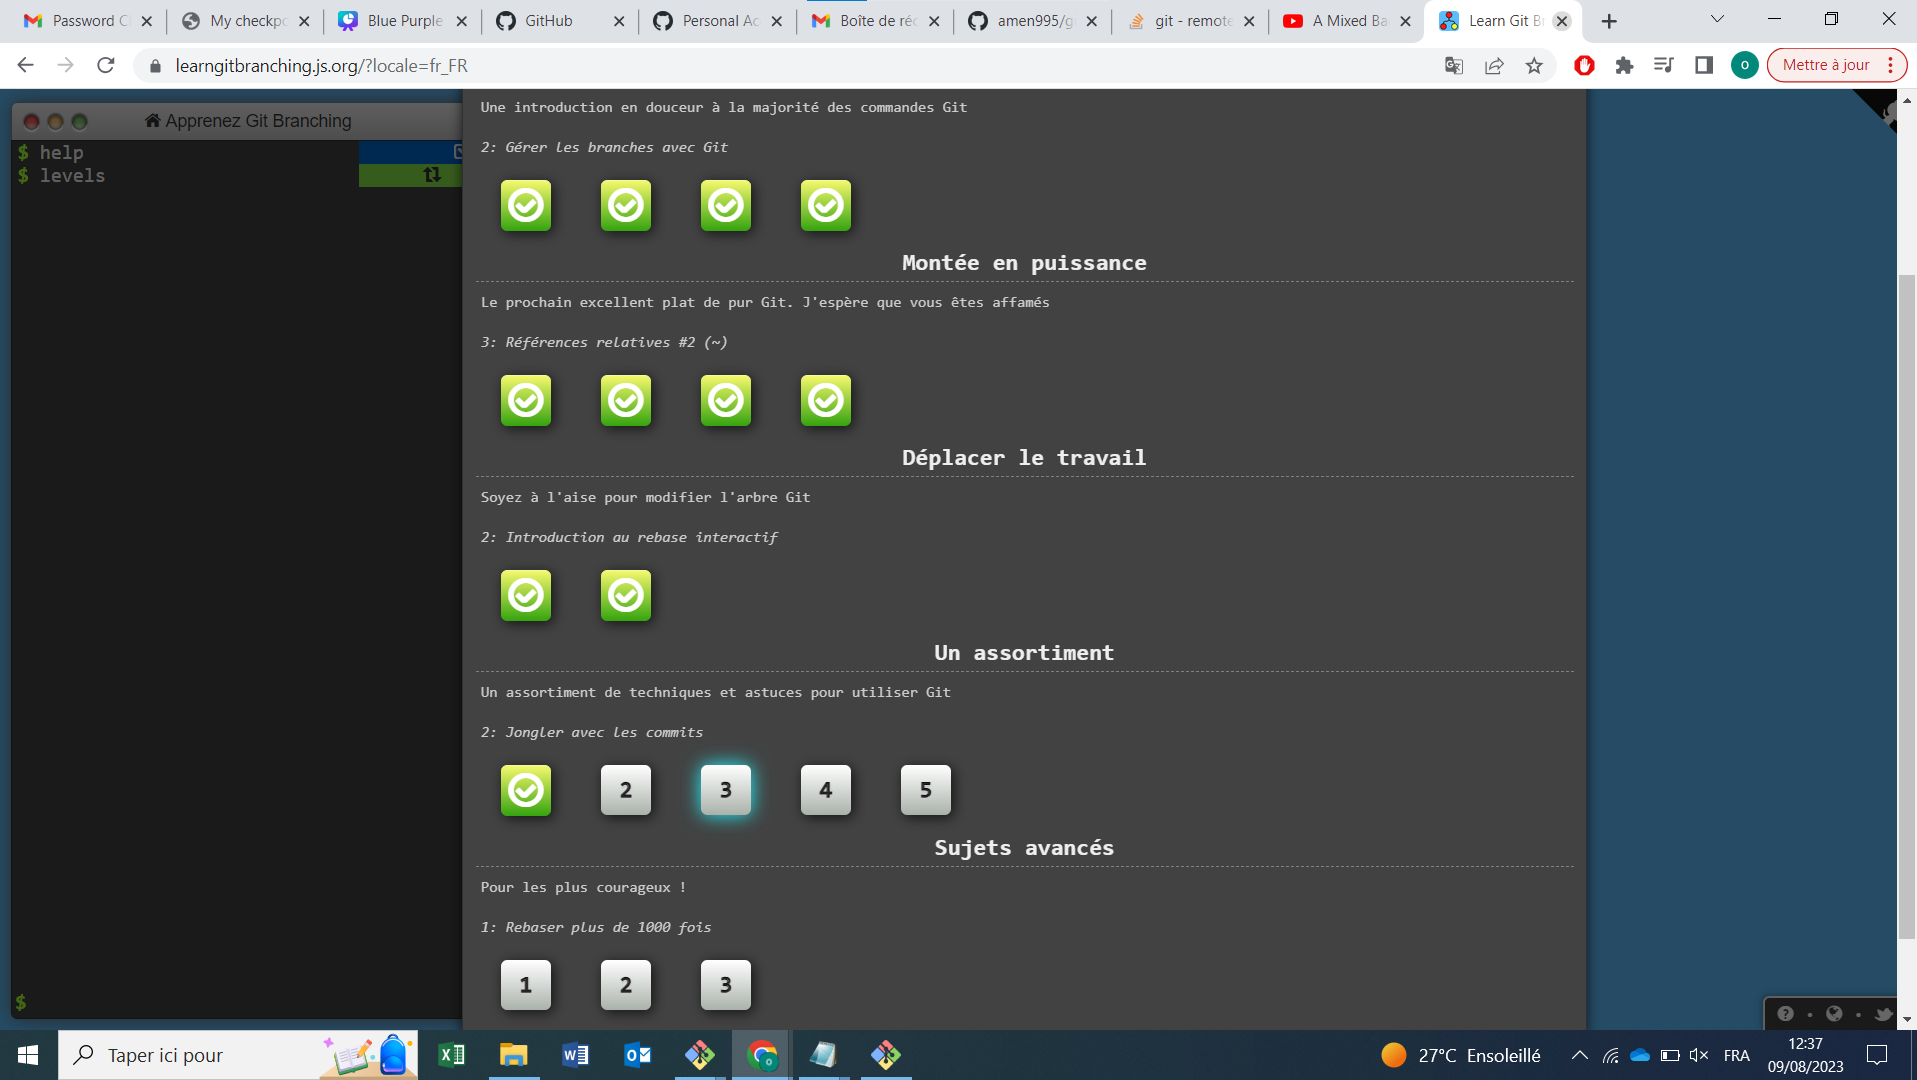 Password Ch
My checkpo
Blue Purple
GitHub
Personal Ac
Boîte de réc
amen995/g
git - remote
A Mixed Ba
Learn Git Br
learngitbranching.js.org/?locale=fr_FR
O
Mettre à jour
Apprenez Git Branching
$ help
$ levels
$
Une introduction en douceur à la majorité des commandes Git
2: Gérer les branches avec Git
Montée en puissance
Le prochain excellent plat de pur Git. J'espère que vous êtes affamés
3: Références relatives #2 (~)
Déplacer le travail
Soyez à l'aise pour modifier l'arbre Git
2: Introduction au rebase interactif
Un assortiment
Un assortiment de techniques et astuces pour utiliser Git
2: Jongler avec les commits
2 3 4 5
Sujets avancés
Pour les plus courageux !
1: Rebaser plus de 1000 fois
1 2 3
Taper ici pour
27°C Ensoleillé
FRA
12:37
09/08/2023